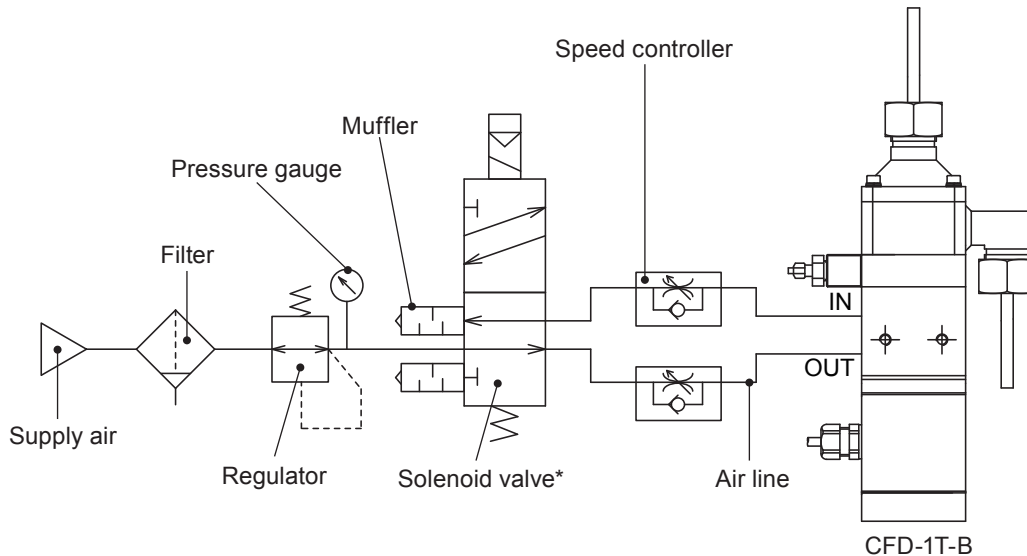 Speed controller
Muffler
Pressure gauge
Filter
IN
OUT
Supply air
Regulator
Solenoid valve*
Air line
CFD-1T-B